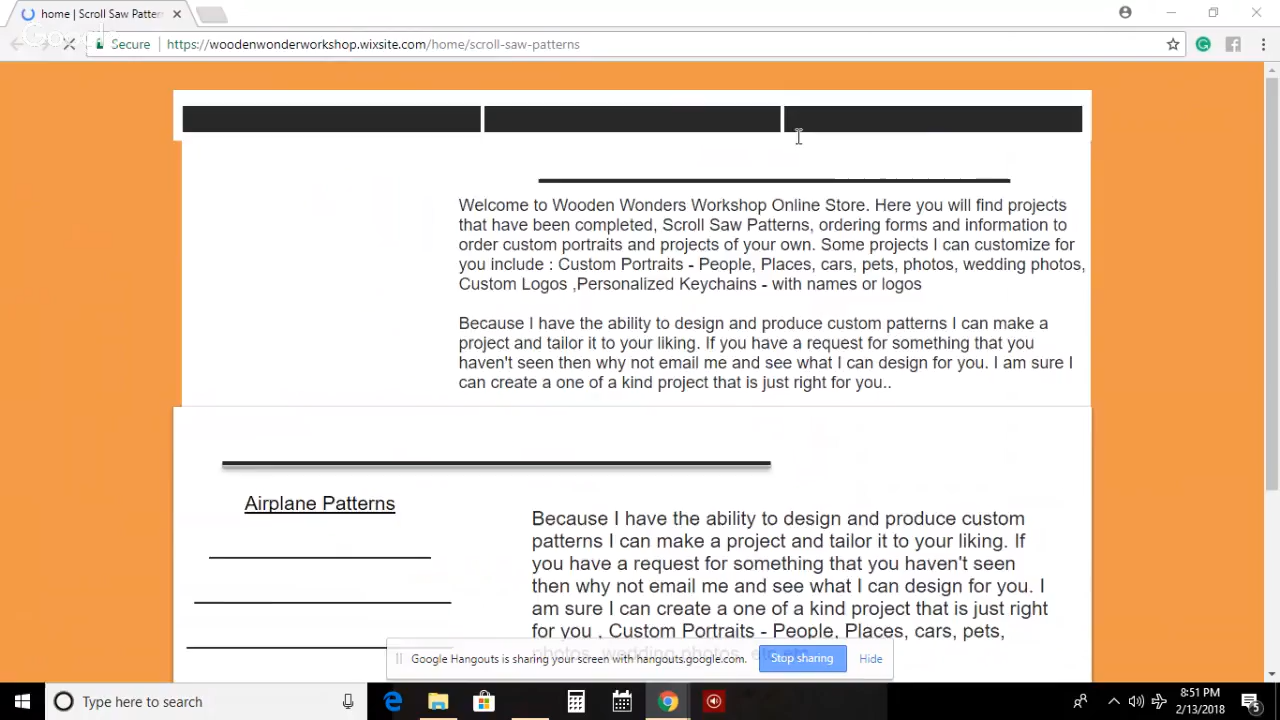 home | Scroll Saw Pattern
Google
Secure
https://woodenwonderworkshop.wixsite.com/home/scroll-saw-patterns
Welcome to Wooden Wonders Workshop Online Store. Here you will find projects
that have been completed, Scroll Saw Patterns, ordering forms and information to
order custom portraits and projects of your own. Some projects I can customize for
you include : Custom Portraits - People, Places, cars, pets, photos, wedding photos,
Custom Logos ,Personalized Keychains - with names or logos
Because I have the ability to design and produce custom patterns I can make a
project and tailor it to your liking. If you have a request for something that you
haven't seen then why not email me and see what I can design for you. I am sure I
can create a one of a kind project that is just right for you..
Airplane Patterns
Because I have the ability to design and produce custom
patterns I can make a project and tailor it to your liking. If
you have a request for something that you haven't seen
then why not email me and see what I can design for you. I
am sure I can create a one of a kind project that is just right
for you , Custom Portraits - People, Places, cars, pets,
photos, wedding photos,
Google Hangouts is sharing your screen with hangouts.google.com.
Stop sharing
Hide
Type here to search
8:51 PM
2/13/2018
5